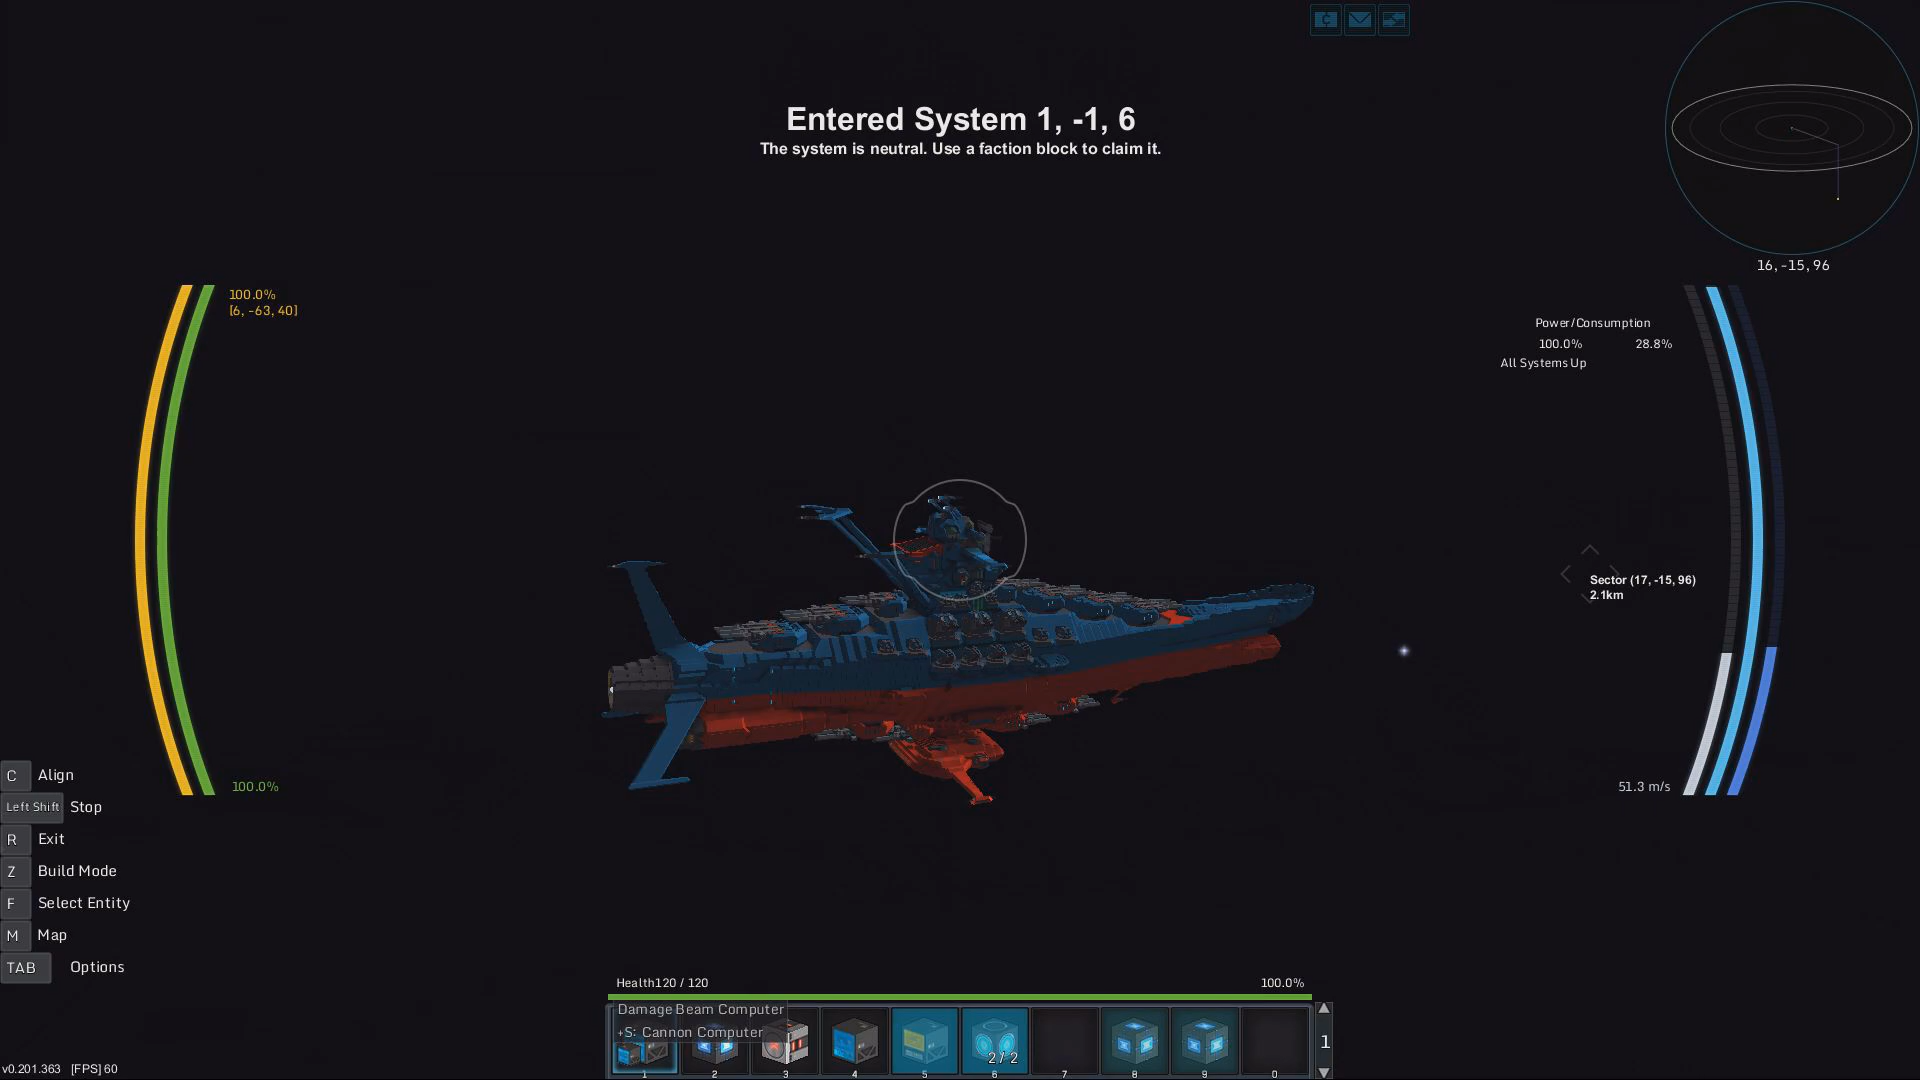 Entered System 1, -1, 6
The system is neutral. Use a faction block to claim it.
16, -15, 96
100.0%
[6, -63, 40]
Power/Consumption
100.0% 28.8%
All Systems Up
Sector (17, -15, 96)
2.1km
C Align
Left Shift Stop
R Exit
Z Build Mode
F Select Entity
M Map
TAB Options
100.0%
51.3 m/s
Health120 / 120 100.0%
Damage Beam Computer
+S: Cannon Computer
2 / 2
1
1 2 3 4 5 6 7 8 9 0
v0.201.363 [FPS] 60